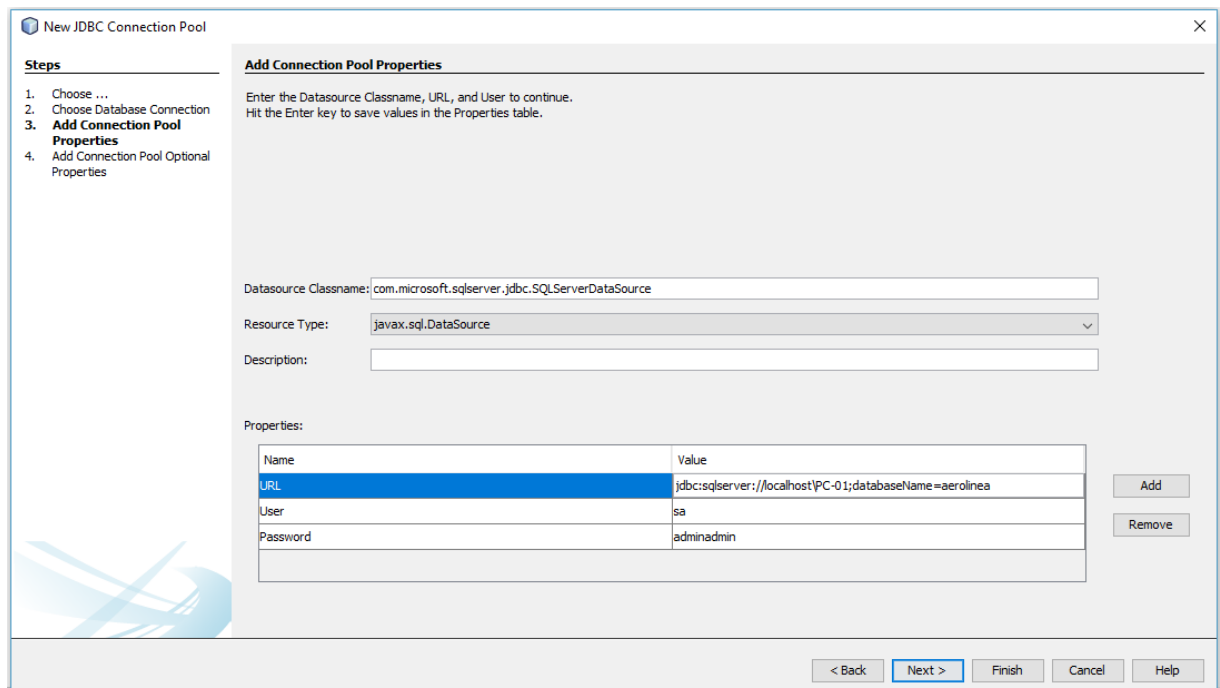 New JDBC Connection Pool
Steps
1. Choose ...
2. Choose Database Connection
3. Add Connection Pool
Properties
4. Add Connection Pool Optional
Properties
Add Connection Pool Properties
Enter the Datasource Classname, URL, and User to continue.
Hit the Enter key to save values in the Properties table.
Datasource Classname: com.microsoft.sqlserver.jdbc.SQLServerDataSource
Resource Type: javax.sql.DataSource
Description:
Properties:
Name Value
URL jdbc:sqlserver://localhost\PC-01;databaseName=aerolinea
User sa
Password adminadmin
Add
Remove
< Back Next > Finish Cancel Help